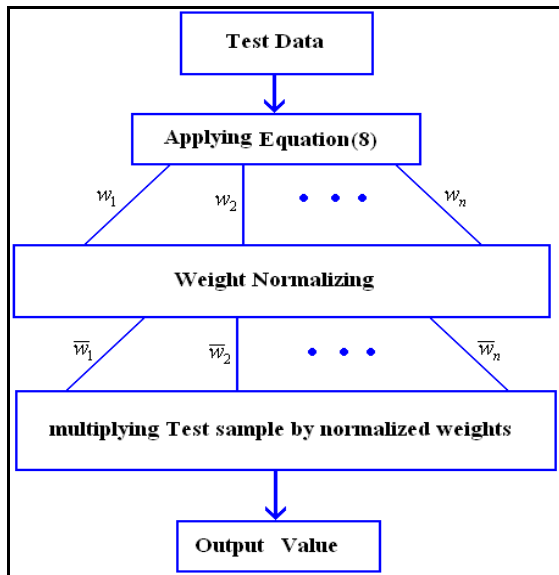 Test Data
Applying Equation(8)
w₁ w₂ • • • wₙ
Weight Normalizing
w̅₁ w̅₂ • • • w̅ₙ
multiplying Test sample by normalized weights
Output Value